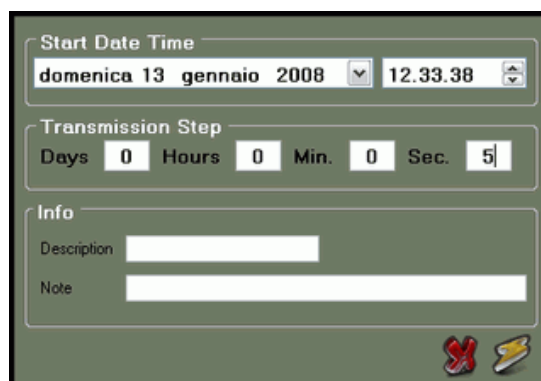 Start Date Time
domenica 13 gennaio 2008 12.33.38
Transmission Step
Days 0 Hours 0 Min. 0 Sec. 5
Info
Description
Note